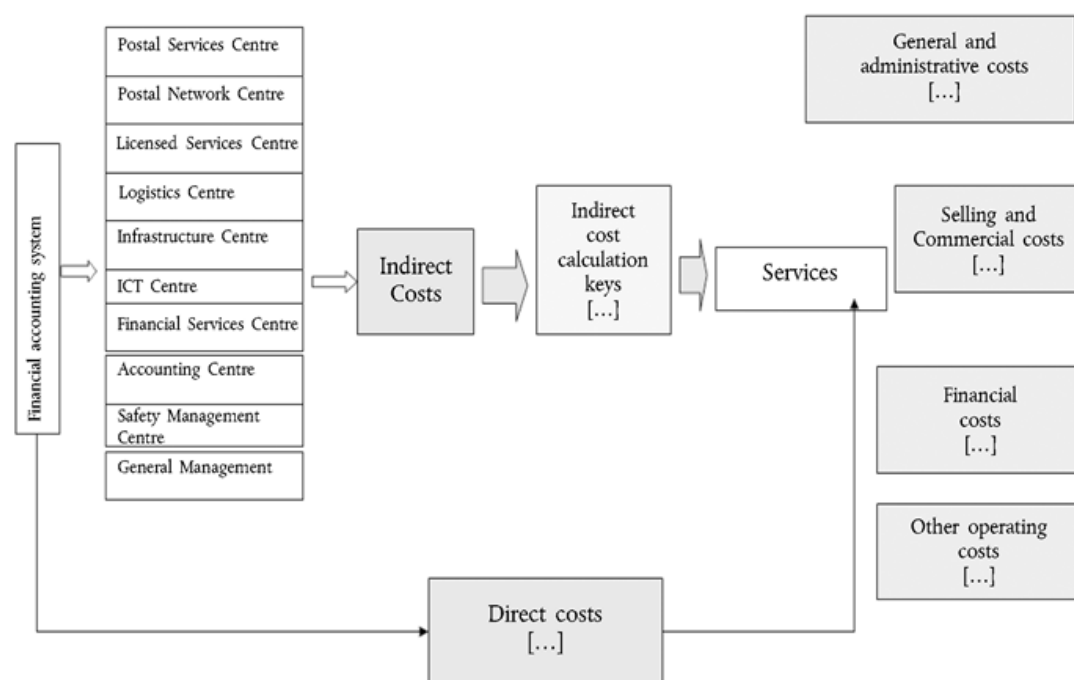 Financial accounting system
Postal Services Centre
Postal Network Centre
Licensed Services Centre
Logistics Centre
Infrastructure Centre
ICT Centre
Financial Services Centre
Accounting Centre
Safety Management
Centre
General Management
Indirect
Costs
Indirect
cost
calculation
keys
[...]
Services
General and
administrative costs
[...]
Selling and
Commercial costs
[...]
Financial
costs
[...]
Other operating
costs
[...]
Direct costs
[...]